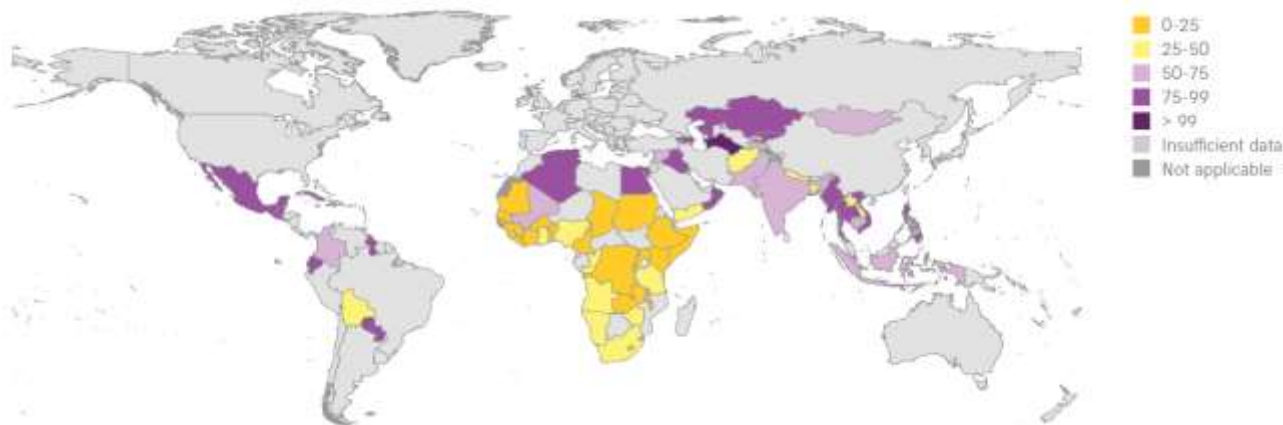 0-25
25-50
50-75
75-99
> 99
Insufficient data
Not applicable